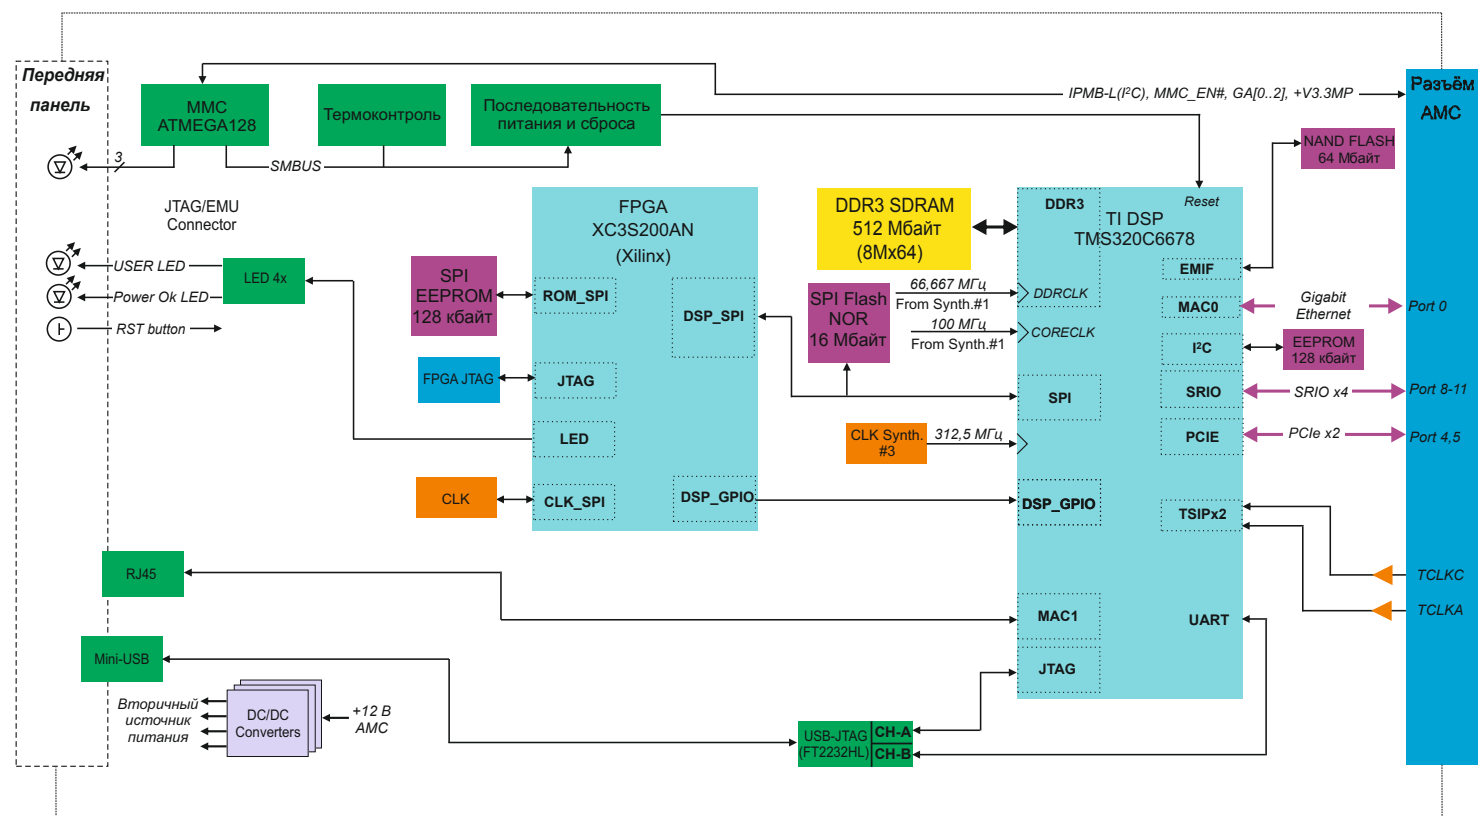 Передняя
панель
MMC
ATMEGA128
Термоконтроль
Последовательность
питания и сброса
IPMB-L(I²C), MMC_EN#, GA[0..2], +V3.3MP
Разъём
AMC
3
SMBUS
NAND FLASH
64 Мбайт
JTAG/EMU
Connector
FPGA
XC3S200AN
(Xilinx)
DDR3 SDRAM
512 Мбайт
(8Mx64)
DDR3
Reset
TI DSP
TMS320C6678
USER LED
Power Ok LED
RST button
LED 4x
SPI
EEPROM
128 кбайт
ROM_SPI
DSP_SPI
SPI Flash
NOR
16 Мбайт
66,667 МГц
From Synth.#1
DDRCLK
100 МГц
From Synth.#1
CORECLK
EMIF
MAC0
Gigabit
Ethernet
Port 0
I²C
EEPROM
128 кбайт
FPGA JTAG
JTAG
SPI
SRIO
SRIO x4
Port 8-11
LED
CLK Synth.
#3
312,5 МГц
PCIE
PCIe x2
Port 4,5
CLK
CLK_SPI
DSP_GPIO
DSP_GPIO
TSIPx2
RJ45
TCLKC
TCLKA
MAC1
UART
Mini-USB
JTAG
Вторичный
источник
питания
DC/DC
Converters
+12 В
AMC
USB-JTAG
(FT2232HL)
CH-A
CH-B